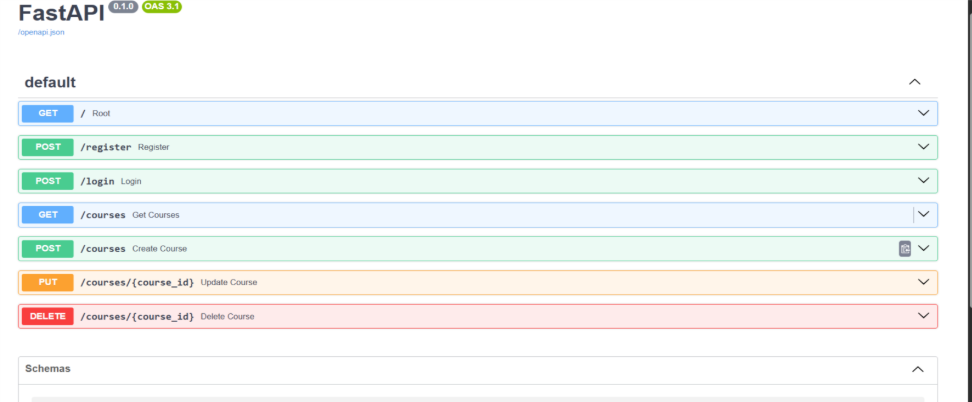 FastAPI 0.1.0 OAS 3.1
/openapi.json
default
GET / Root
POST /register Register
POST /login Login
GET /courses Get Courses
POST /courses Create Course
PUT /courses/{course_id} Update Course
DELETE /courses/{course_id} Delete Course
Schemas